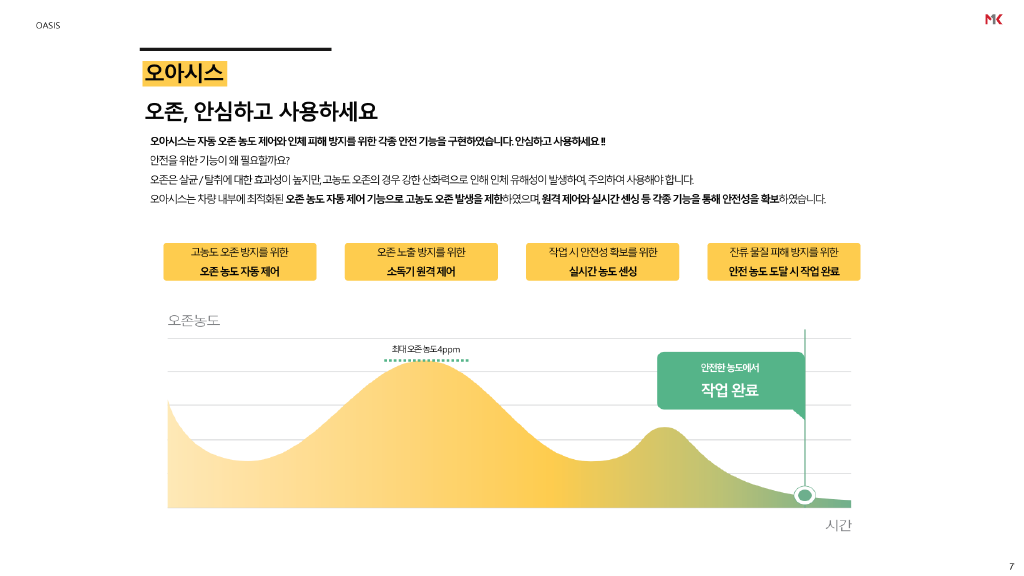 OASIS
MK
오아시스
오존, 안심하고 사용하세요
오아시스는 자동 오존 농도 제어와 인체 피해 방지를 위한 각종 안전 기능을 구현하였습니다. 안심하고 사용하세요 !!
안전을 위한 기능이 왜 필요할까요?
오존은 살균 / 탈취에 대한 효과성이 높지만, 고농도 오존의 경우 강한 산화력으로 인해 인체 유해성이 발생하여, 주의하여 사용해야 합니다.
오아시스는 차량 내부에 최적화된 오존 농도 자동 제어 기능으로 고농도 오존 발생을 제한하였으며, 원격 제어와 실시간 센싱 등 각종 기능을 통해 안전성을 확보하였습니다.
고농도 오존 방지를 위한
오존 농도 자동 제어
오존 노출 방지를 위한
소독기 원격 제어
작업 시 안전성 확보를 위한
실시간 농도 센싱
잔류 물질 피해 방지를 위한
안전 농도 도달 시 작업 완료
오존농도
최대 오존 농도 4ppm
안전한 농도에서
작업 완료
시간
7